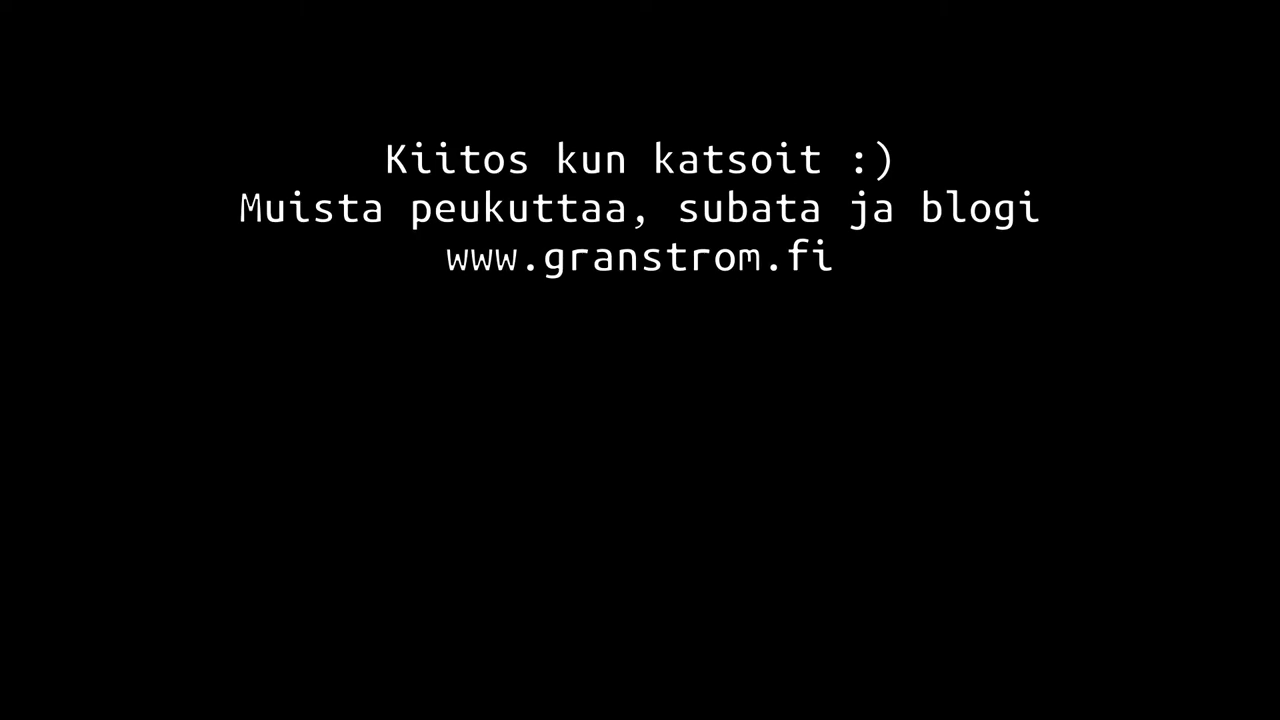 Kiitos kun katsoit :)
Muista peukuttaa, subata ja blogi
www.granstrom.fi